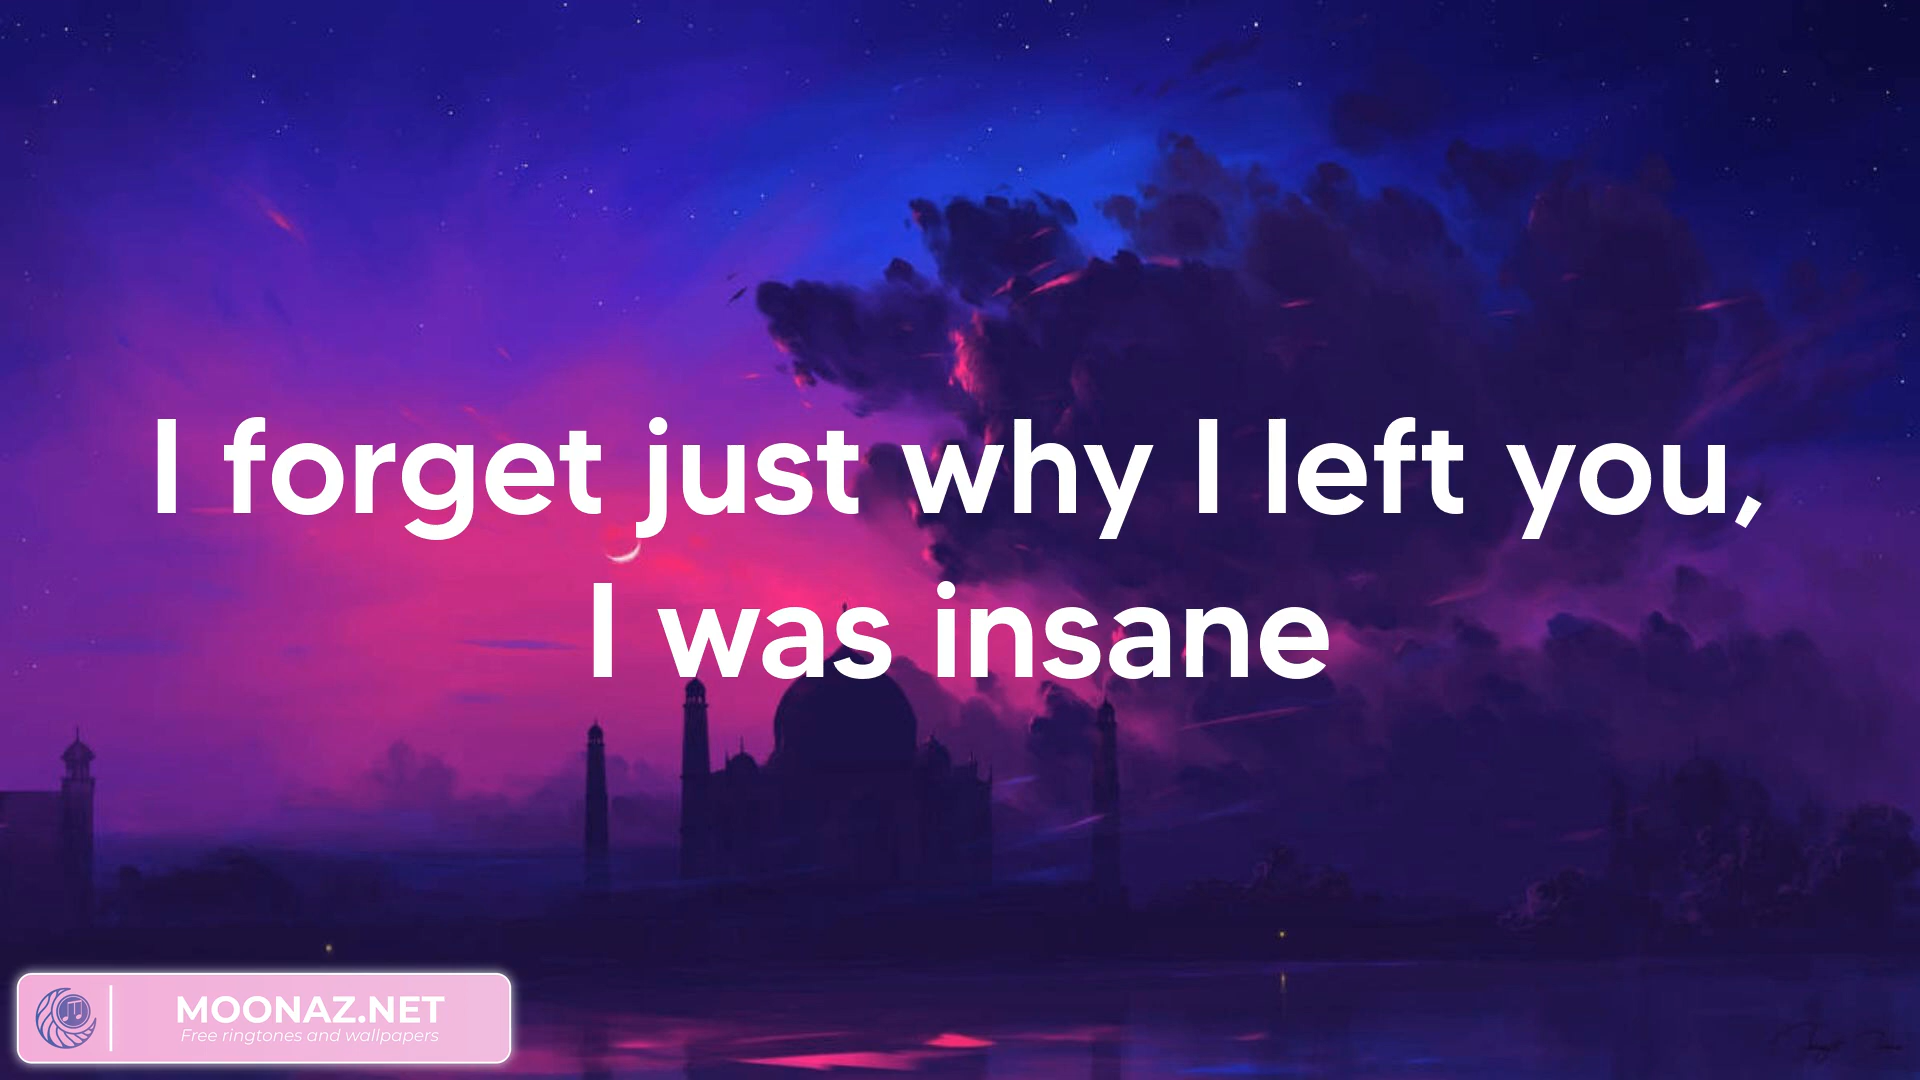 I forget just why I left you,
I was insane
MOONAZ.NET
Free ringtones and wallpapers